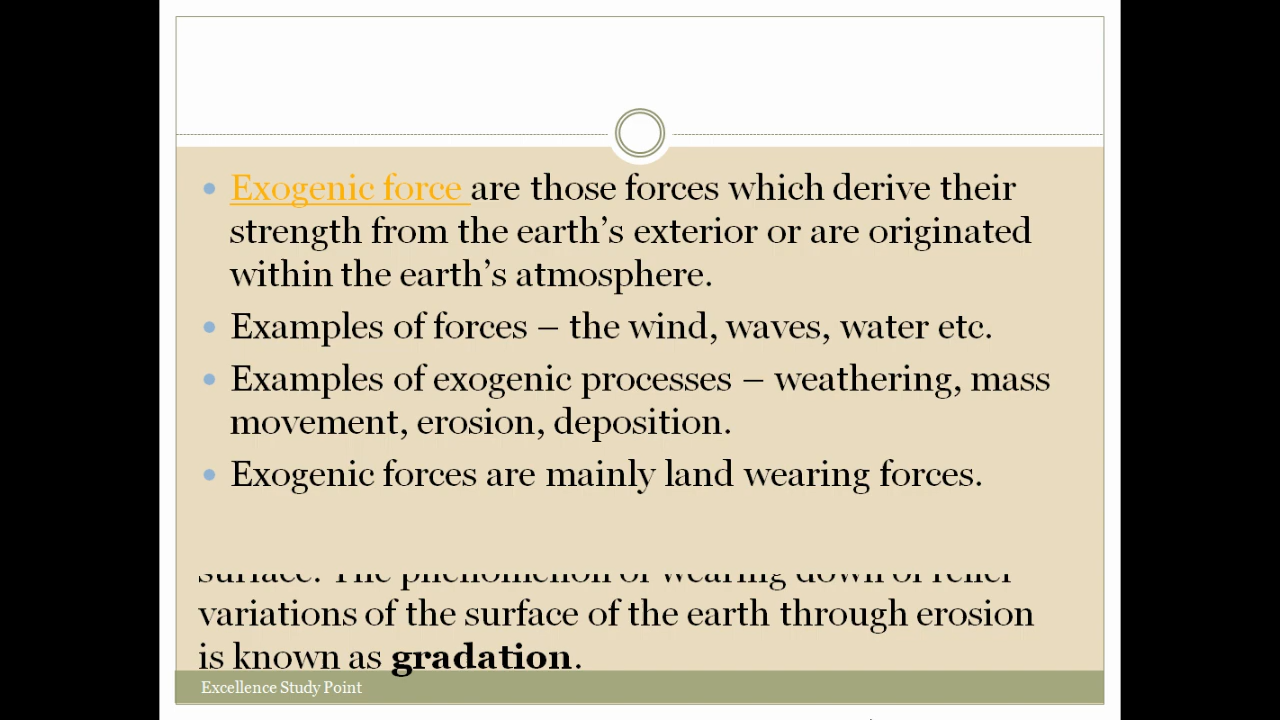 Exogenic force are those forces which derive their
strength from the earth's exterior or are originated
within the earth's atmosphere.
Examples of forces – the wind, waves, water etc.
Examples of exogenic processes – weathering, mass
movement, erosion, deposition.
Exogenic forces are mainly land wearing forces.
surface. The phenomenon of wearing down of relief
variations of the surface of the earth through erosion
is known as gradation.
Excellence Study Point